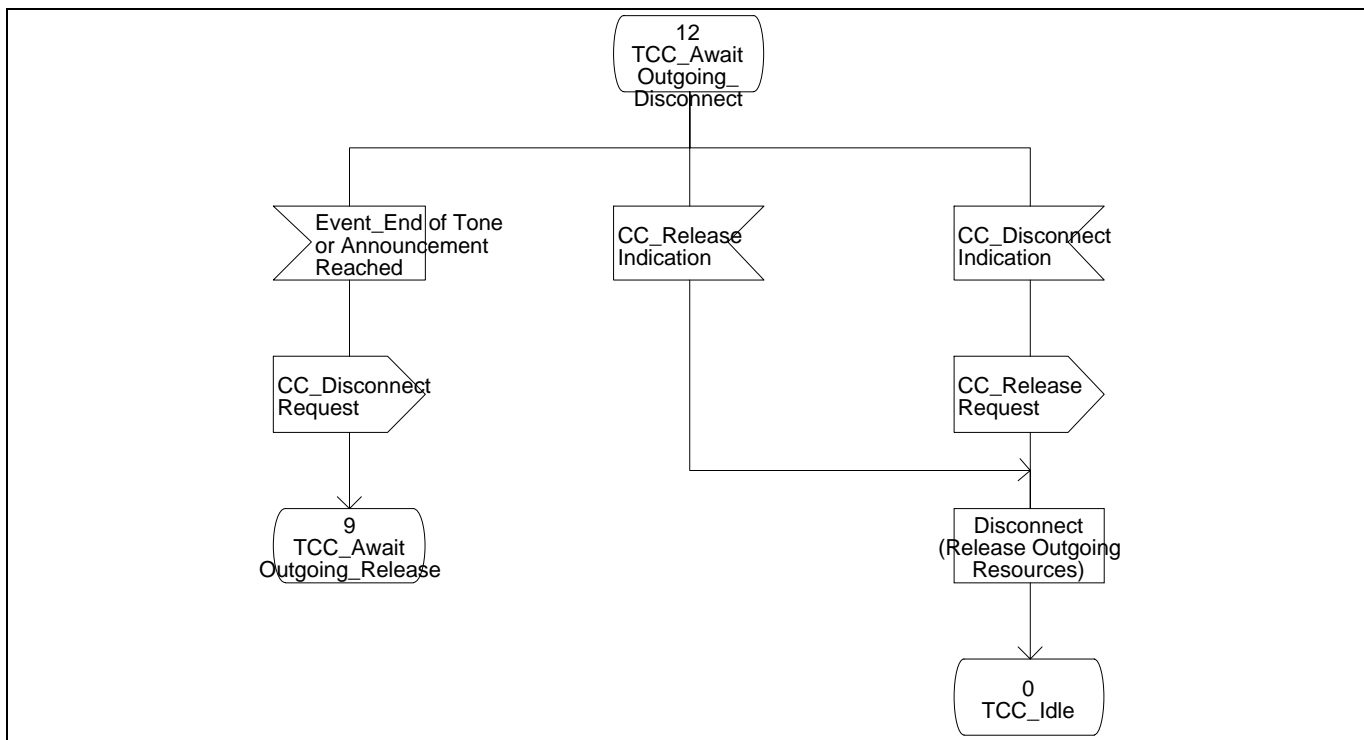 12
TCC_Await
Outgoing_
Disconnect
Event_End of Tone
or Announcement
Reached
CC_Release
Indication
CC_Disconnect
Indication
CC_Disconnect
Request
CC_Release
Request
9
TCC_Await
Outgoing_Release
Disconnect
(Release Outgoing
Resources)
0
TCC_Idle